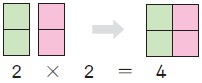 2 × 2 = 4